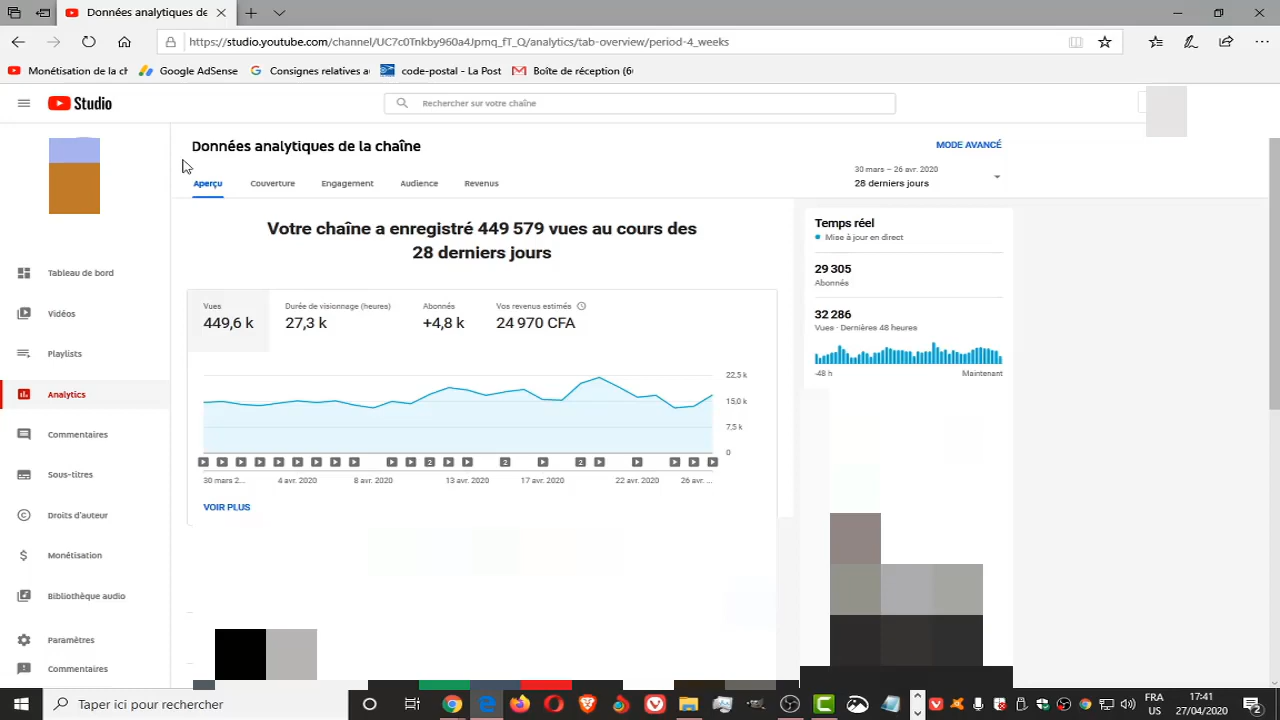 Données analytiques de
https://studio.youtube.com/channel/UC7c0Tnkby960a4Jpmq_fT_Q/analytics/tab-overview/period-4_weeks
Monétisation de la ch Google AdSense Consignes relatives au code-postal - La Post Boîte de réception (6
Studio
Rechercher sur votre chaîne
Données analytiques de la chaîne
MODE AVANCÉ
30 mars – 26 avr. 2020
28 derniers jours
Aperçu Couverture Engagement Audience Revenus
Votre chaîne a enregistré 449 579 vues au cours des
28 derniers jours
Temps réel
Mise à jour en direct
29 305
Abonnés
32 286
Vues · Dernières 48 heures
-48 h Maintenant
Vues Durée de visionnage (heures) Abonnés Vos revenus estimés
449,6 k 27,3 k +4,8 k 24 970 CFA
22,5 k
15,0 k
7,5 k
0
2 2 2
30 mars 2... 4 avr. 2020 8 avr. 2020 13 avr. 2020 17 avr. 2020 22 avr. 2020 26 avr. ...
VOIR PLUS
Tableau de bord
Vidéos
Playlists
Analytics
Commentaires
Sous-titres
Droits d'auteur
Monétisation
Bibliothèque audio
Paramètres
Commentaires
Taper ici pour rechercher
FRA
US
17:41
27/04/2020
2